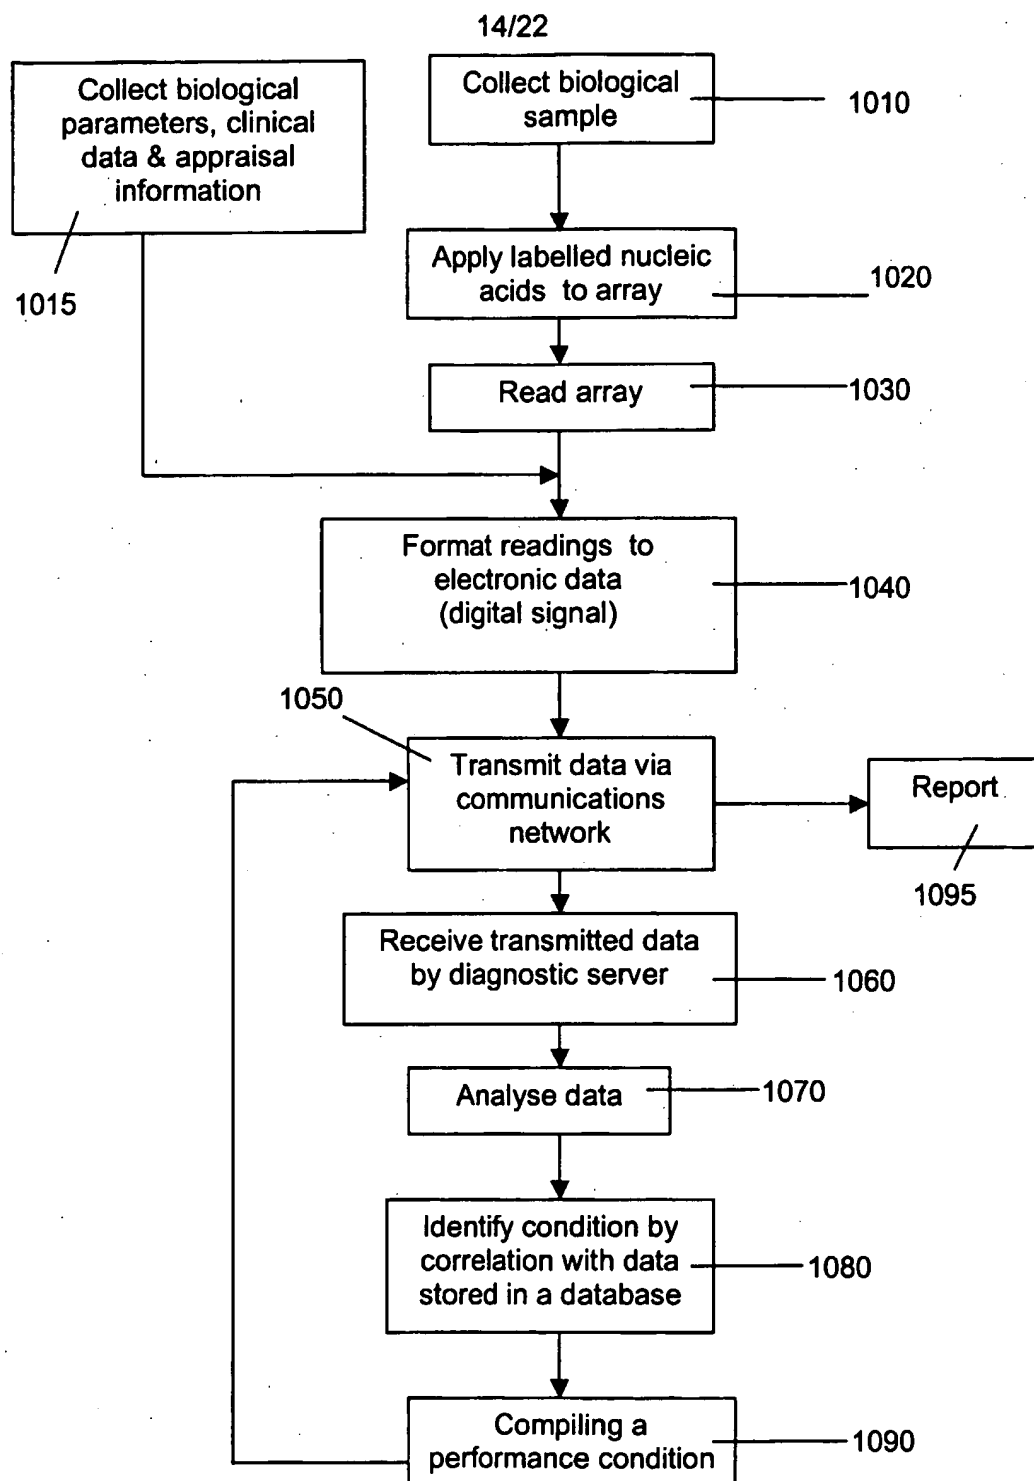 14/22
Collect biological
parameters, clinical
data & appraisal
information
1015
Collect biological
sample
1010
Apply labelled nucleic
acids to array
1020
Read array
1030
Format readings to
electronic data
(digital signal)
1040
1050
Transmit data via
communications
network
Report
1095
Receive transmitted data
by diagnostic server
1060
Analyse data
1070
Identify condition by
correlation with data
stored in a database
1080
Compiling a
performance condition
1090